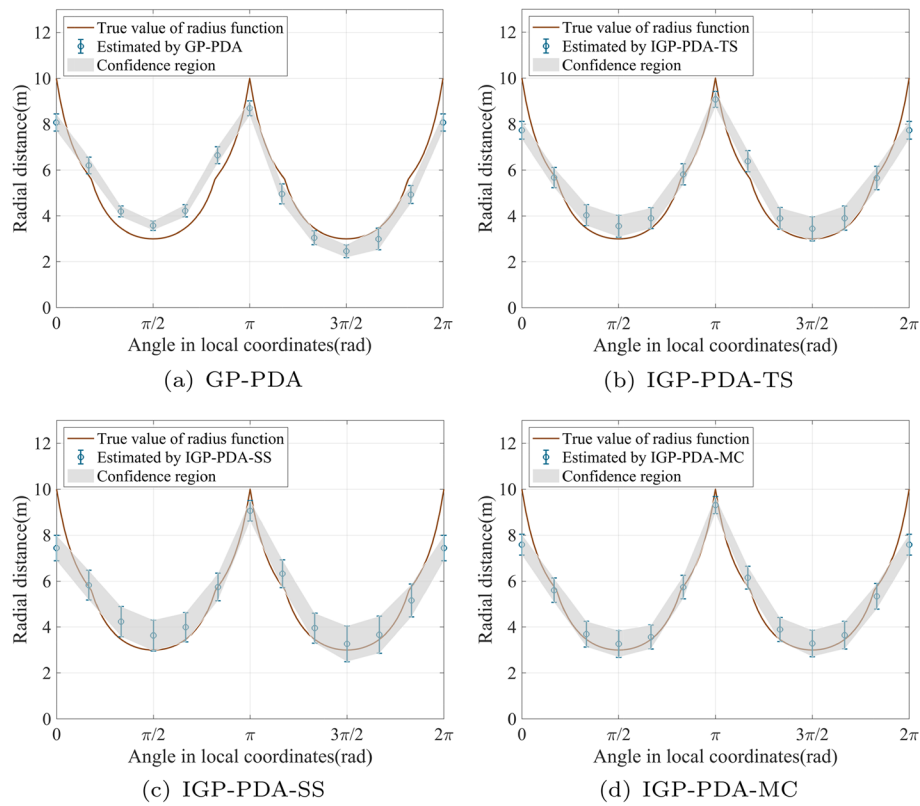 12
10
8
6
4
2
0
Radial distance(m)
True value of radius function
Estimated by GP-PDA
Confidence region
0 π/2 π 3π/2 2π
Angle in local coordinates(rad)
(a) GP-PDA
12
10
8
6
4
2
0
Radial distance(m)
True value of radius function
Estimated by IGP-PDA-TS
Confidence region
0 π/2 π 3π/2 2π
Angle in local coordinates(rad)
(b) IGP-PDA-TS
12
10
8
6
4
2
0
Radial distance(m)
True value of radius function
Estimated by IGP-PDA-SS
Confidence region
0 π/2 π 3π/2 2π
Angle in local coordinates(rad)
(c) IGP-PDA-SS
12
10
8
6
4
2
0
Radial distance(m)
True value of radius function
Estimated by IGP-PDA-MC
Confidence region
0 π/2 π 3π/2 2π
Angle in local coordinates(rad)
(d) IGP-PDA-MC